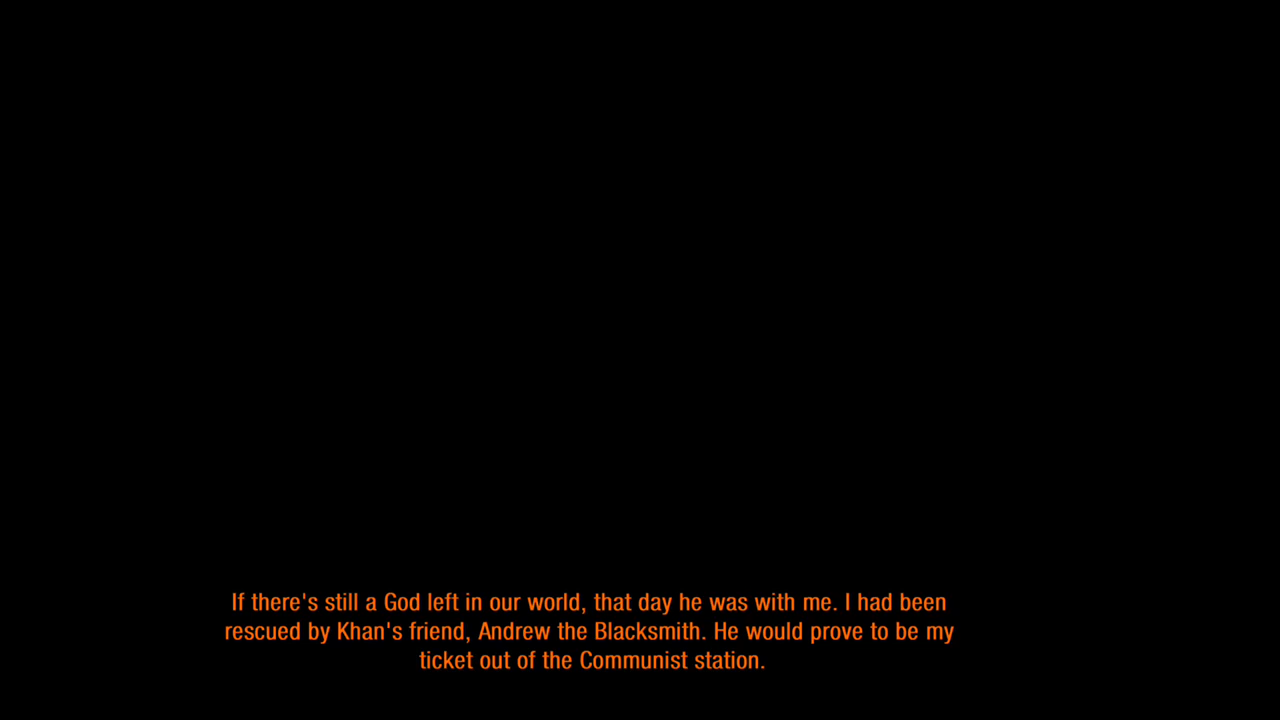 If there's still a God left in our world, that day he was with me. I had been
rescued by Khan's friend, Andrew the Blacksmith. He would prove to be my
ticket out of the Communist station.